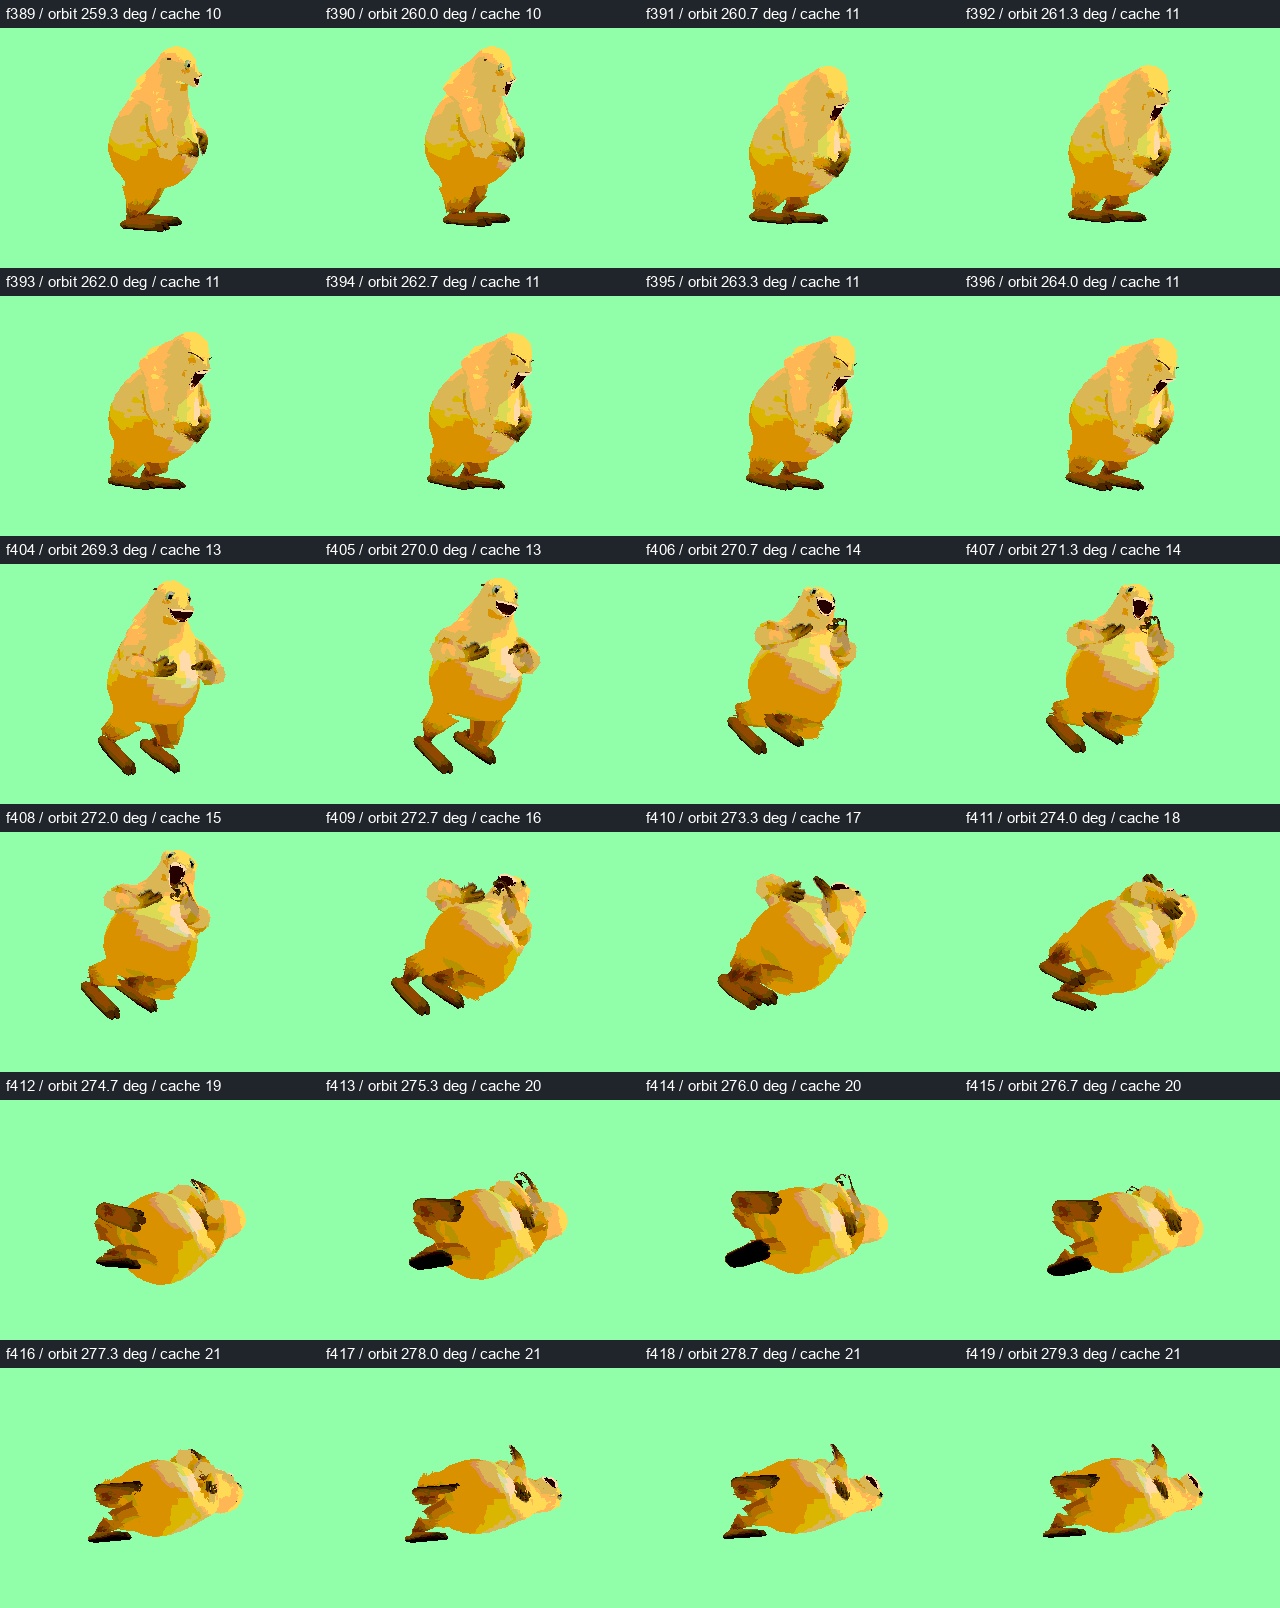 f389 / orbit 259.3 deg / cache 10
f390 / orbit 260.0 deg / cache 10
f391 / orbit 260.7 deg / cache 11
f392 / orbit 261.3 deg / cache 11
f393 / orbit 262.0 deg / cache 11
f394 / orbit 262.7 deg / cache 11
f395 / orbit 263.3 deg / cache 11
f396 / orbit 264.0 deg / cache 11
f404 / orbit 269.3 deg / cache 13
f405 / orbit 270.0 deg / cache 13
f406 / orbit 270.7 deg / cache 14
f407 / orbit 271.3 deg / cache 14
f408 / orbit 272.0 deg / cache 15
f409 / orbit 272.7 deg / cache 16
f410 / orbit 273.3 deg / cache 17
f411 / orbit 274.0 deg / cache 18
f412 / orbit 274.7 deg / cache 19
f413 / orbit 275.3 deg / cache 20
f414 / orbit 276.0 deg / cache 20
f415 / orbit 276.7 deg / cache 20
f416 / orbit 277.3 deg / cache 21
f417 / orbit 278.0 deg / cache 21
f418 / orbit 278.7 deg / cache 21
f419 / orbit 279.3 deg / cache 21